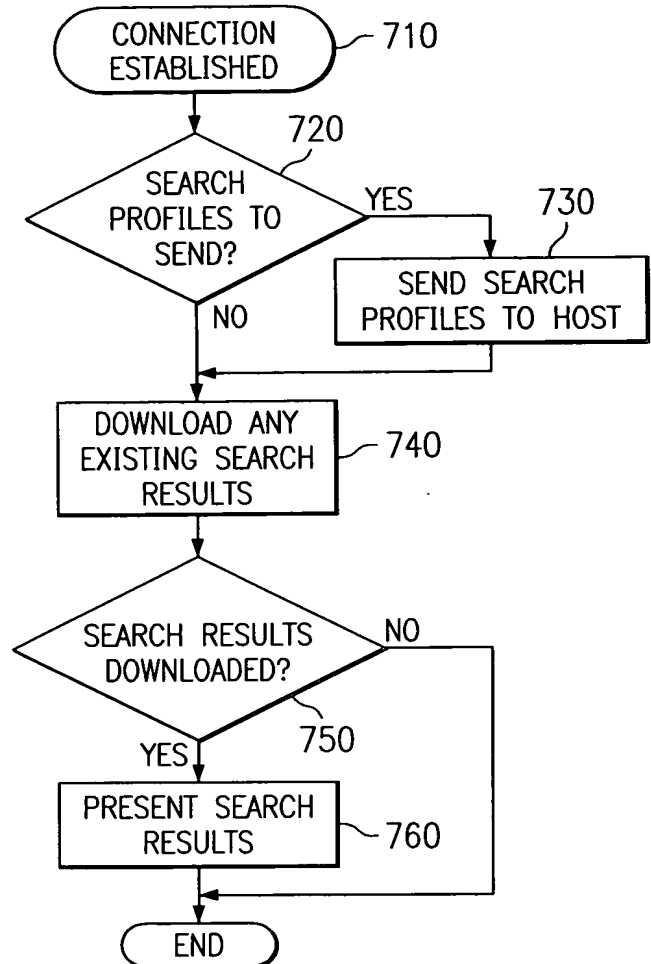 CONNECTION
ESTABLISHED
710
720
SEARCH
PROFILES TO
SEND?
YES
730
SEND SEARCH
PROFILES TO HOST
NO
DOWNLOAD ANY
EXISTING SEARCH
RESULTS
740
SEARCH RESULTS
DOWNLOADED?
NO
750
YES
PRESENT SEARCH
RESULTS
760
END